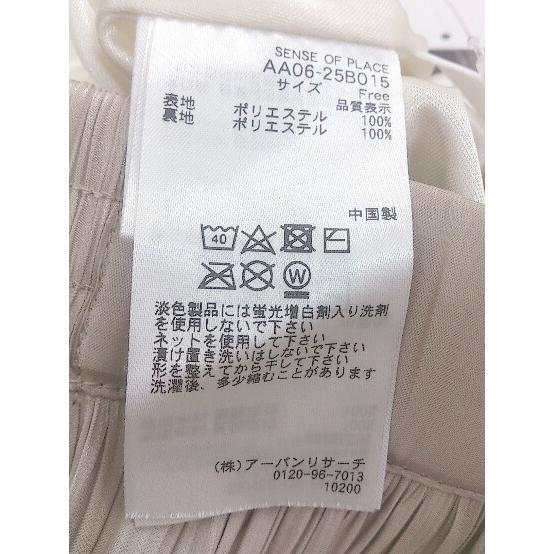 SENSE OF PLACE
AA06-25B015
サイズ Free
品質表示
表地 ポリエステル 100%
裏地 ポリエステル 100%
中国製
40
W
淡色製品には蛍光増白剤入り洗剤
を使用しないで下さい
ネットを使用して下さい
漬け置き洗いはしないで下さい
形を整えてから干して下さい
洗濯後、多少縮むことがあります
(株)アーバンリサーチ
0120-96-7013
10200